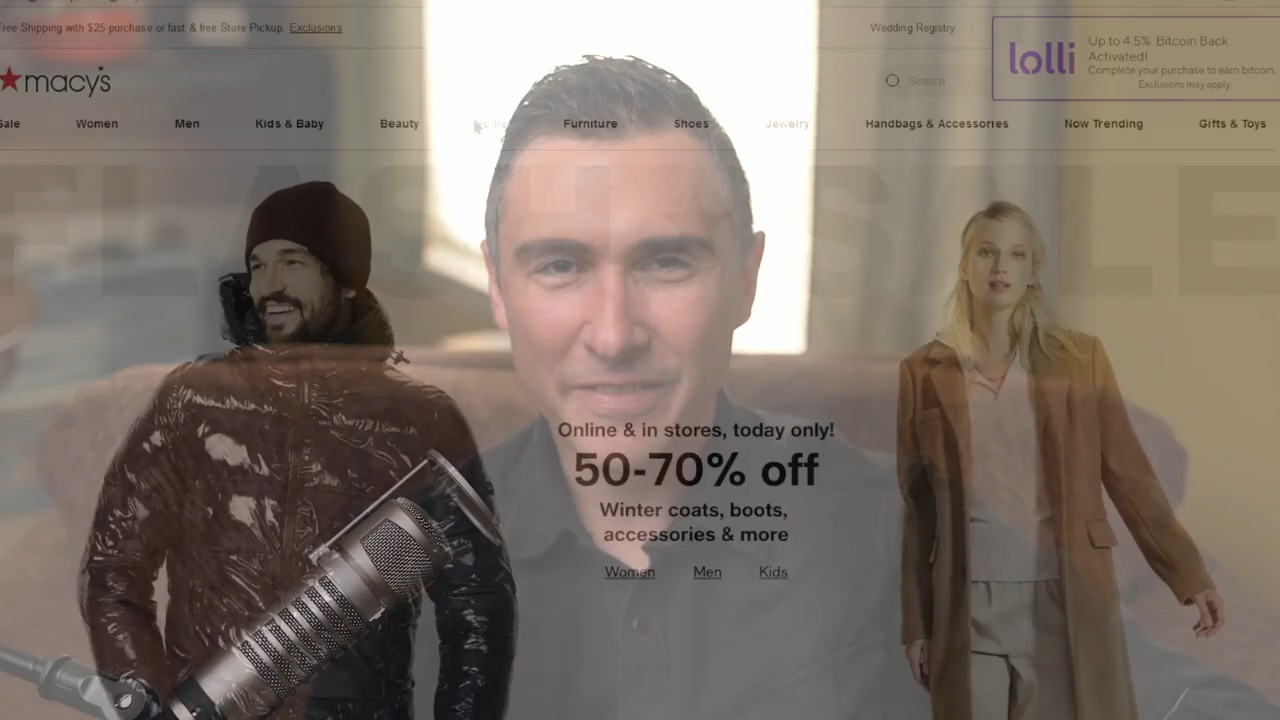 Free Shipping with $25 purchase or fast & free Store Pickup. Exclusions
Wedding Registry
lolli
Up to 4.5% Bitcoin Back
Activated!
Complete your purchase to earn bitcoin.
Exclusions may apply.
macy's
Search
Sale Women Men Kids & Baby Beauty Home Furniture Shoes Jewelry Handbags & Accessories Now Trending Gifts & Toys
FLASH SALE
Online & in stores, today only!
50-70% off
Winter coats, boots,
accessories & more
Women Men Kids